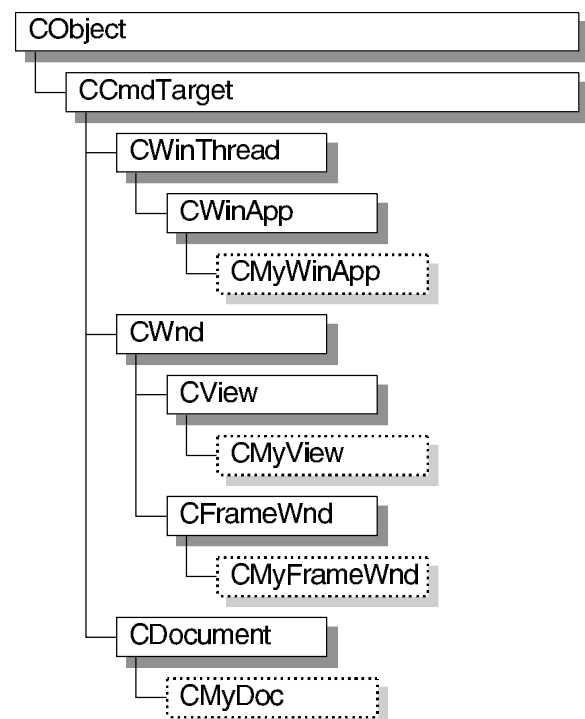 CObject
CCmdTarget
CWinThread
CWinApp
CMyWinApp
CWnd
CView
CMyView
CFrameWnd
CMyFrameWnd
CDocument
CMyDoc